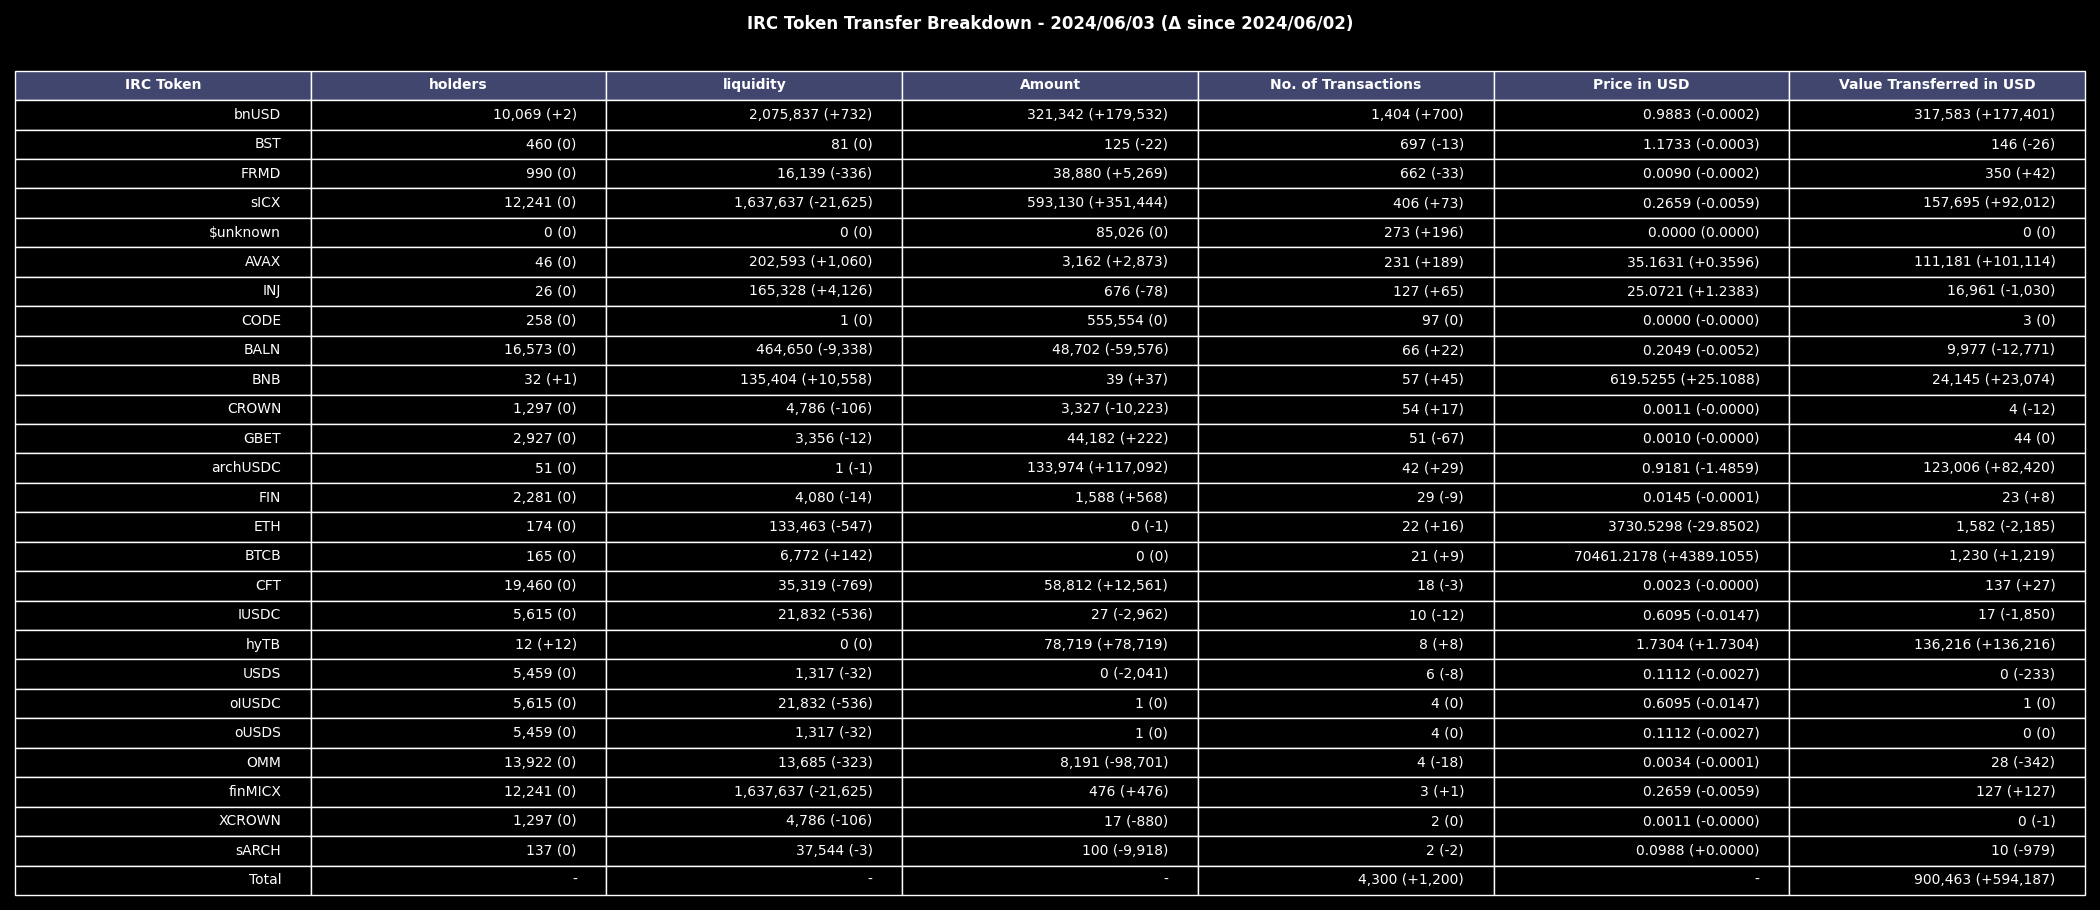 IRC Token Transfer Breakdown - 2024/06/03 (Δ since 2024/06/02)
IRC Token holders liquidity Amount No. of Transactions Price in USD Value Transferred in USD
bnUSD 10,069 (+2) 2,075,837 (+732) 321,342 (+179,532) 1,404 (+700) 0.9883 (-0.0002) 317,583 (+177,401)
BST 460 (0) 81 (0) 125 (-22) 697 (-13) 1.1733 (-0.0003) 146 (-26)
FRMD 990 (0) 16,139 (-336) 38,880 (+5,269) 662 (-33) 0.0090 (-0.0002) 350 (+42)
sICX 12,241 (0) 1,637,637 (-21,625) 593,130 (+351,444) 406 (+73) 0.2659 (-0.0059) 157,695 (+92,012)
$unknown 0 (0) 0 (0) 85,026 (0) 273 (+196) 0.0000 (0.0000) 0 (0)
AVAX 46 (0) 202,593 (+1,060) 3,162 (+2,873) 231 (+189) 35.1631 (+0.3596) 111,181 (+101,114)
INJ 26 (0) 165,328 (+4,126) 676 (-78) 127 (+65) 25.0721 (+1.2383) 16,961 (-1,030)
CODE 258 (0) 1 (0) 555,554 (0) 97 (0) 0.0000 (-0.0000) 3 (0)
BALN 16,573 (0) 464,650 (-9,338) 48,702 (-59,576) 66 (+22) 0.2049 (-0.0052) 9,977 (-12,771)
BNB 32 (+1) 135,404 (+10,558) 39 (+37) 57 (+45) 619.5255 (+25.1088) 24,145 (+23,074)
CROWN 1,297 (0) 4,786 (-106) 3,327 (-10,223) 54 (+17) 0.0011 (-0.0000) 4 (-12)
GBET 2,927 (0) 3,356 (-12) 44,182 (+222) 51 (-67) 0.0010 (-0.0000) 44 (0)
archUSDC 51 (0) 1 (-1) 133,974 (+117,092) 42 (+29) 0.9181 (-1.4859) 123,006 (+82,420)
FIN 2,281 (0) 4,080 (-14) 1,588 (+568) 29 (-9) 0.0145 (-0.0001) 23 (+8)
ETH 174 (0) 133,463 (-547) 0 (-1) 22 (+16) 3730.5298 (-29.8502) 1,582 (-2,185)
BTCB 165 (0) 6,772 (+142) 0 (0) 21 (+9) 70461.2178 (+4389.1055) 1,230 (+1,219)
CFT 19,460 (0) 35,319 (-769) 58,812 (+12,561) 18 (-3) 0.0023 (-0.0000) 137 (+27)
IUSDC 5,615 (0) 21,832 (-536) 27 (-2,962) 10 (-12) 0.6095 (-0.0147) 17 (-1,850)
hyTB 12 (+12) 0 (0) 78,719 (+78,719) 8 (+8) 1.7304 (+1.7304) 136,216 (+136,216)
USDS 5,459 (0) 1,317 (-32) 0 (-2,041) 6 (-8) 0.1112 (-0.0027) 0 (-233)
oIUSDC 5,615 (0) 21,832 (-536) 1 (0) 4 (0) 0.6095 (-0.0147) 1 (0)
oUSDS 5,459 (0) 1,317 (-32) 1 (0) 4 (0) 0.1112 (-0.0027) 0 (0)
OMM 13,922 (0) 13,685 (-323) 8,191 (-98,701) 4 (-18) 0.0034 (-0.0001) 28 (-342)
finMICX 12,241 (0) 1,637,637 (-21,625) 476 (+476) 3 (+1) 0.2659 (-0.0059) 127 (+127)
XCROWN 1,297 (0) 4,786 (-106) 17 (-880) 2 (0) 0.0011 (-0.0000) 0 (-1)
sARCH 137 (0) 37,544 (-3) 100 (-9,918) 2 (-2) 0.0988 (+0.0000) 10 (-979)
Total - - - 4,300 (+1,200) - 900,463 (+594,187)